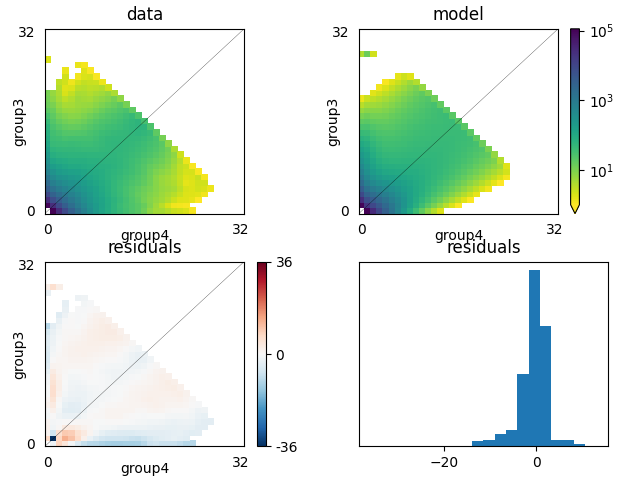 data
model
32
group3
0
0
32
group4
32
group3
0
0
32
group4
10^5
10^3
10^1
residuals
residuals
32
group3
0
0
32
group4
36
0
-36
−20
0